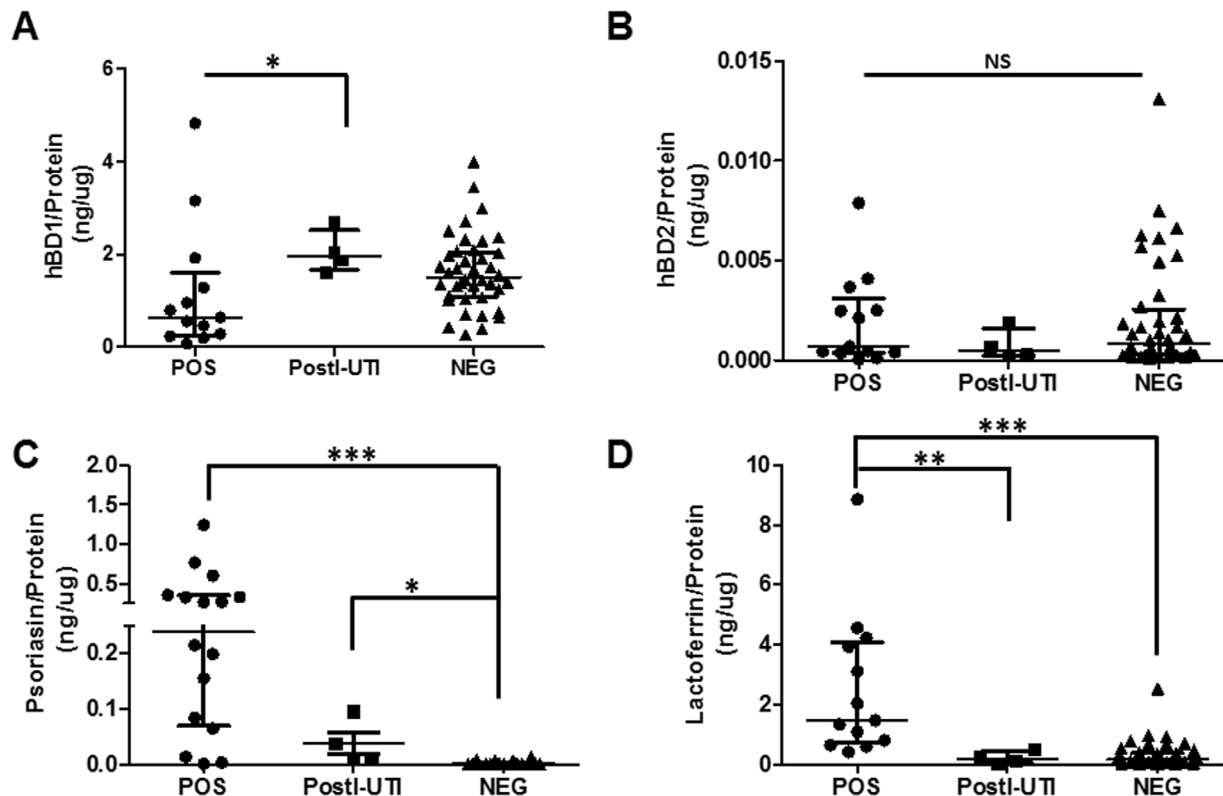 A
hBD1/Protein
(ng/ug)
6
4
2
0
*
POS
PostI-UTI
NEG
B
hBD2/Protein
(ng/ug)
0.015
0.010
0.005
0.000
NS
POS
PostI-UTI
NEG
C
Psoriasin/Protein
(ng/ug)
2.0
1.5
1.0
0.5
0.2
0.1
0.0
***
*
POS
PostI-UTI
NEG
D
Lactoferrin/Protein
(ng/ug)
10
8
6
4
2
0
***
**
POS
PostI-UTI
NEG